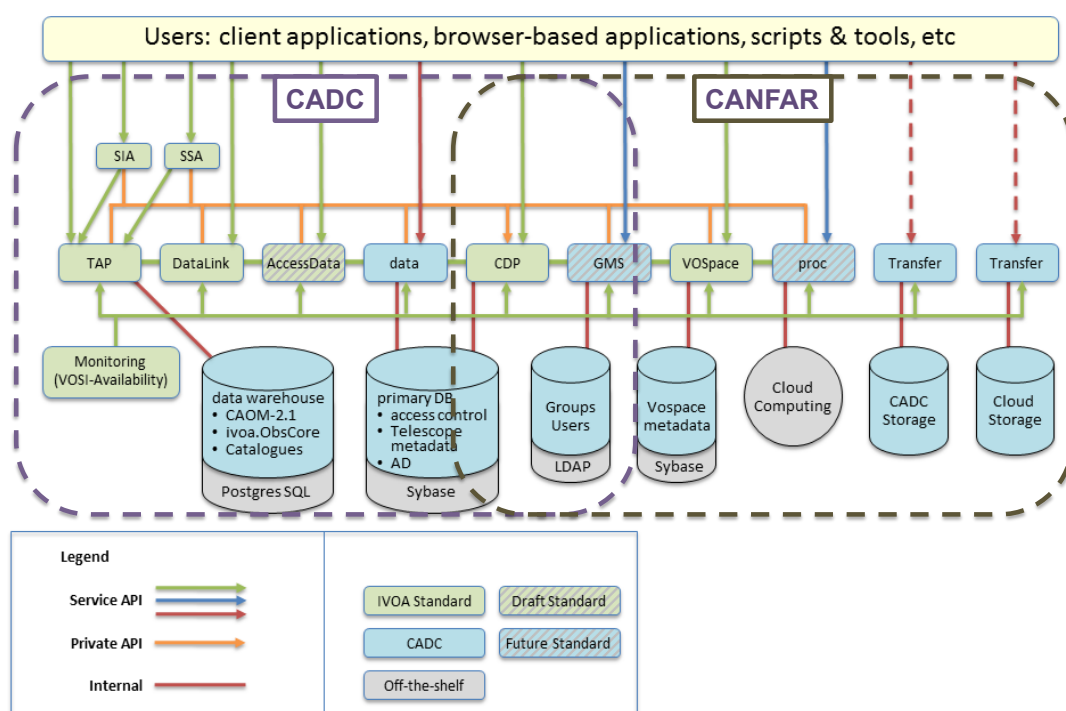 Users: client applications, browser-based applications, scripts & tools, etc
CADC
CANFAR
SIA
SSA
TAP
DataLink
AccessData
data
CDP
GMS
VOSpace
proc
Transfer
Transfer
Monitoring
(VOSI-Availability)
data warehouse
• CAOM-2.1
• ivoa.ObsCore
• Catalogues
Postgres SQL
primary DB
• access control
• Telescope
metadata
• AD
Sybase
Groups
Users
LDAP
Vospace
metadata
Sybase
Cloud
Computing
CADC
Storage
Cloud
Storage
Legend
Service API
Private API
Internal
IVOA Standard
Draft Standard
CADC
Future Standard
Off-the-shelf